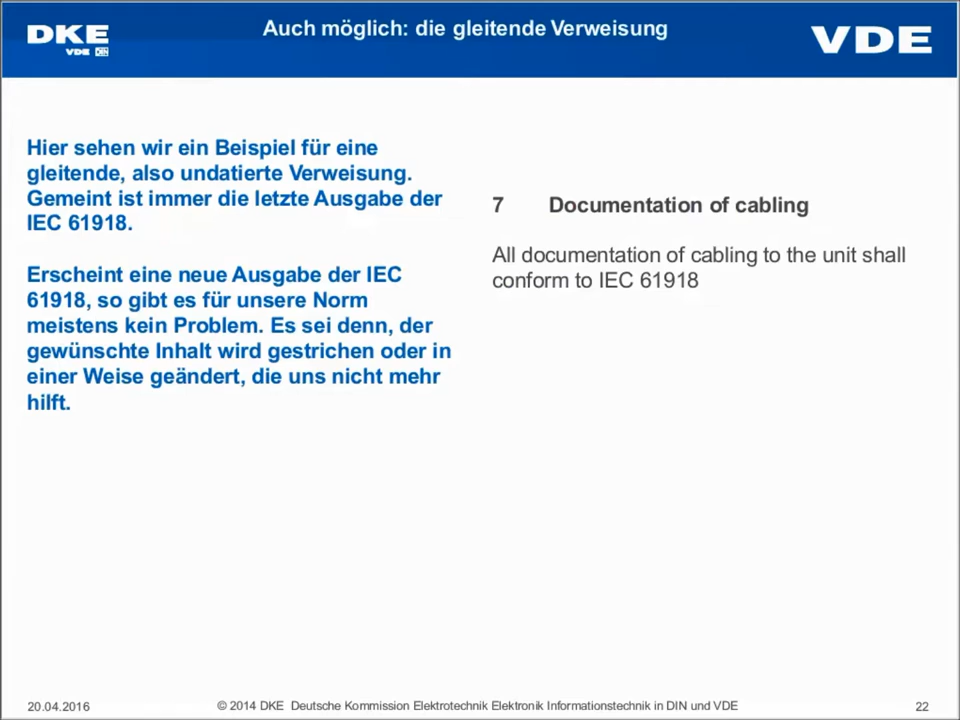 DKE
VDE DIN
Auch möglich: die gleitende Verweisung
VDE
Hier sehen wir ein Beispiel für eine
gleitende, also undatierte Verweisung.
Gemeint ist immer die letzte Ausgabe der
IEC 61918.
Erscheint eine neue Ausgabe der IEC
61918, so gibt es für unsere Norm
meistens kein Problem. Es sei denn, der
gewünschte Inhalt wird gestrichen oder in
einer Weise geändert, die uns nicht mehr
hilft.
7 Documentation of cabling
All documentation of cabling to the unit shall
conform to IEC 61918
20.04.2016
© 2014 DKE Deutsche Kommission Elektrotechnik Elektronik Informationstechnik in DIN und VDE
22